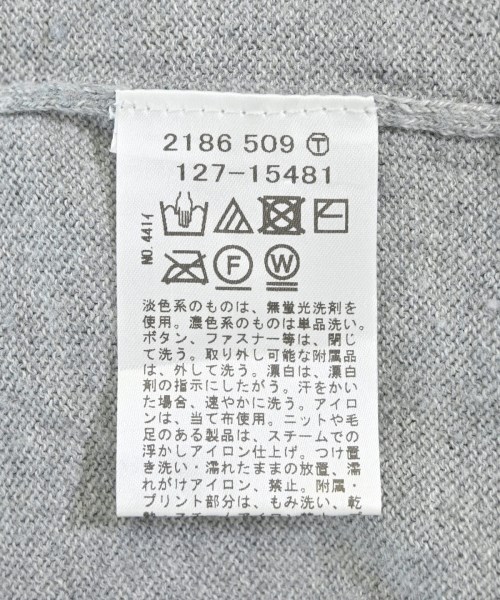 2186 509 Ⓣ
127-15481
NO.441イ
F
W
淡色系のものは、無蛍光洗剤を
使用。濃色系のものは単品洗い。
ボタン、ファスナー等は、閉じ
て洗う。取り外し可能な附属品
は、外して洗う。漂白は、漂白
剤の指示にしたがう。汗をかい
た場合、速やかに洗う。アイロ
ンは、当て布使用。ニットや毛
足のある製品は、スチームでの
浮かしアイロン仕上げ。つけ置
き洗い・濡れたままの放置、濡
れがけアイロン、禁止。附属・
プリント部分は、もみ洗い、乾